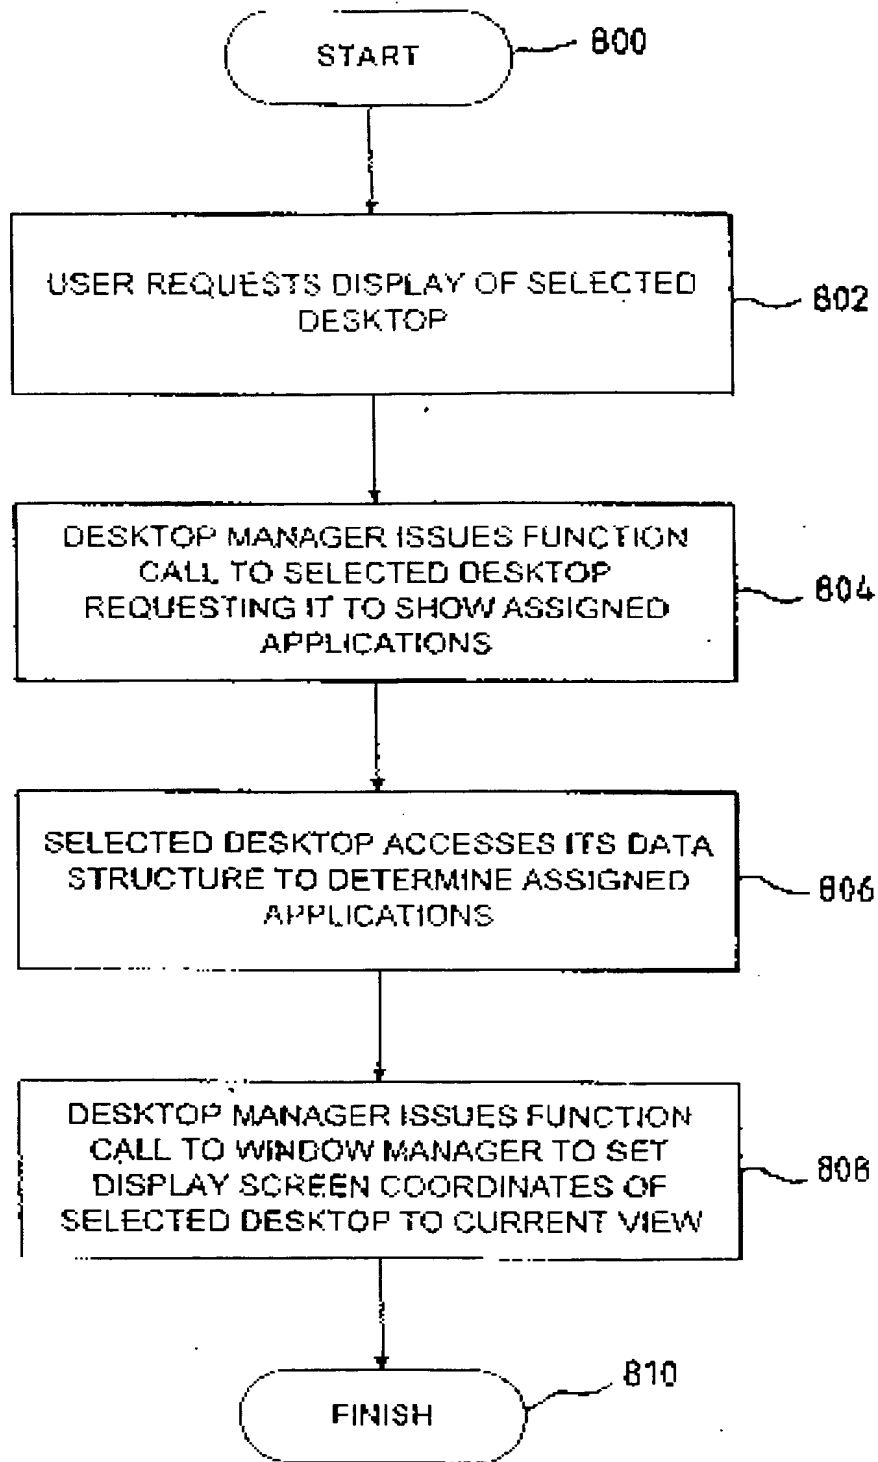 START
800
USER REQUESTS DISPLAY OF SELECTED
DESKTOP
802
DESKTOP MANAGER ISSUES FUNCTION
CALL TO SELECTED DESKTOP
REQUESTING IT TO SHOW ASSIGNED
APPLICATIONS
804
SELECTED DESKTOP ACCESSES ITS DATA
STRUCTURE TO DETERMINE ASSIGNED
APPLICATIONS
806
DESKTOP MANAGER ISSUES FUNCTION
CALL TO WINDOW MANAGER TO SET
DISPLAY SCREEN COORDINATES OF
SELECTED DESKTOP TO CURRENT VIEW
808
FINISH
810